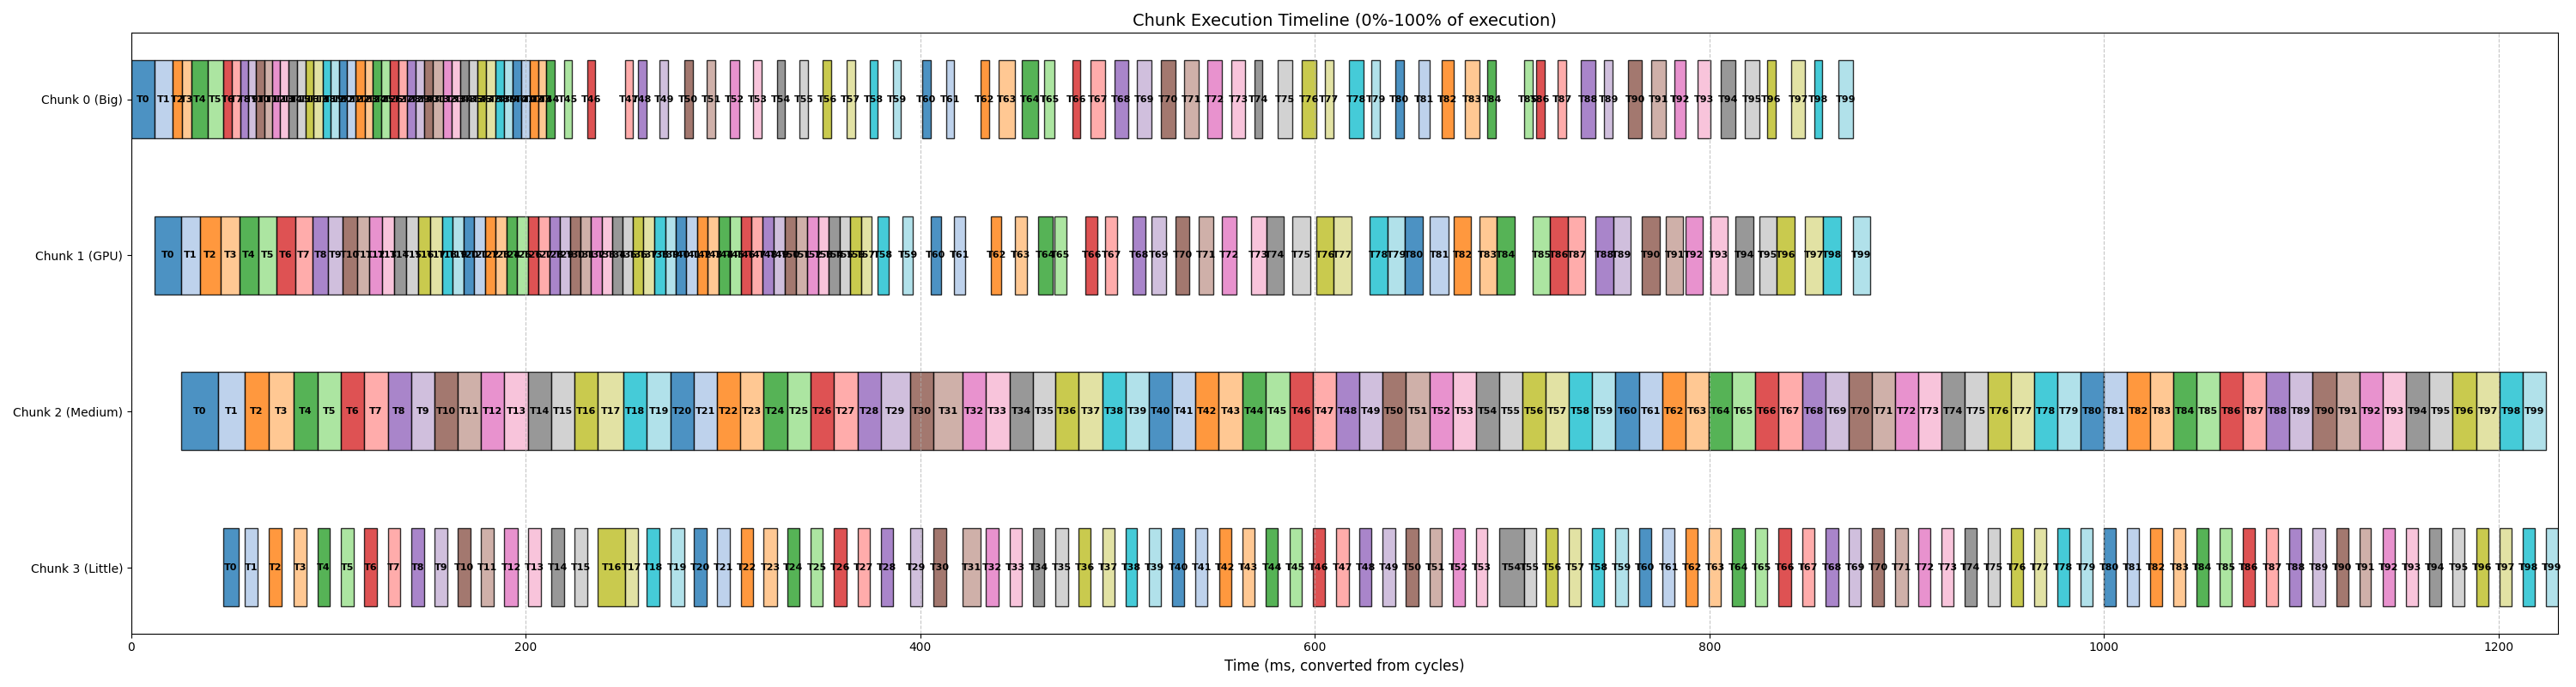 Chunk Execution Timeline (0%-100% of execution)
Chunk 0 (Big)
T0 T1 T2 T3 T4 T5 T45 T46 T47 T48 T49 T50 T51 T52 T53 T54 T55 T56 T57 T58 T59 T60 T61 T62 T63 T64 T65 T66 T67 T68 T69 T70 T71 T72 T73 T74 T75 T76 T77 T78 T79 T80 T81 T82 T83 T84 T85 T86 T87 T88 T89 T90 T91 T92 T93 T94 T95 T96 T97 T98 T99
Chunk 1 (GPU)
T0 T1 T2 T3 T4 T5 T6 T7 T8 T9 T58 T59 T60 T61 T62 T63 T64 T65 T66 T67 T68 T69 T70 T71 T72 T73 T74 T75 T76 T77 T78 T79 T80 T81 T82 T83 T84 T85 T86 T87 T88 T89 T90 T91 T92 T93 T94 T95 T96 T97 T98 T99
Chunk 2 (Medium)
T0 T1 T2 T3 T4 T5 T6 T7 T8 T9 T10 T11 T12 T13 T14 T15 T16 T17 T18 T19 T20 T21 T22 T23 T24 T25 T26 T27 T28 T29 T30 T31 T32 T33 T34 T35 T36 T37 T38 T39 T40 T41 T42 T43 T44 T45 T46 T47 T48 T49 T50 T51 T52 T53 T54 T55 T56 T57 T58 T59 T60 T61 T62 T63 T64 T65 T66 T67 T68 T69 T70 T71 T72 T73 T74 T75 T76 T77 T78 T79 T80 T81 T82 T83 T84 T85 T86 T87 T88 T89 T90 T91 T92 T93 T94 T95 T96 T97 T98 T99
Chunk 3 (Little)
T0 T1 T2 T3 T4 T5 T6 T7 T8 T9 T10 T11 T12 T13 T14 T15 T16 T17 T18 T19 T20 T21 T22 T23 T24 T25 T26 T27 T28 T29 T30 T31 T32 T33 T34 T35 T36 T37 T38 T39 T40 T41 T42 T43 T44 T45 T46 T47 T48 T49 T50 T51 T52 T53 T54 T55 T56 T57 T58 T59 T60 T61 T62 T63 T64 T65 T66 T67 T68 T69 T70 T71 T72 T73 T74 T75 T76 T77 T78 T79 T80 T81 T82 T83 T84 T85 T86 T87 T88 T89 T90 T91 T92 T93 T94 T95 T96 T97 T98 T99
0 200 400 600 800 1000 1200
Time (ms, converted from cycles)